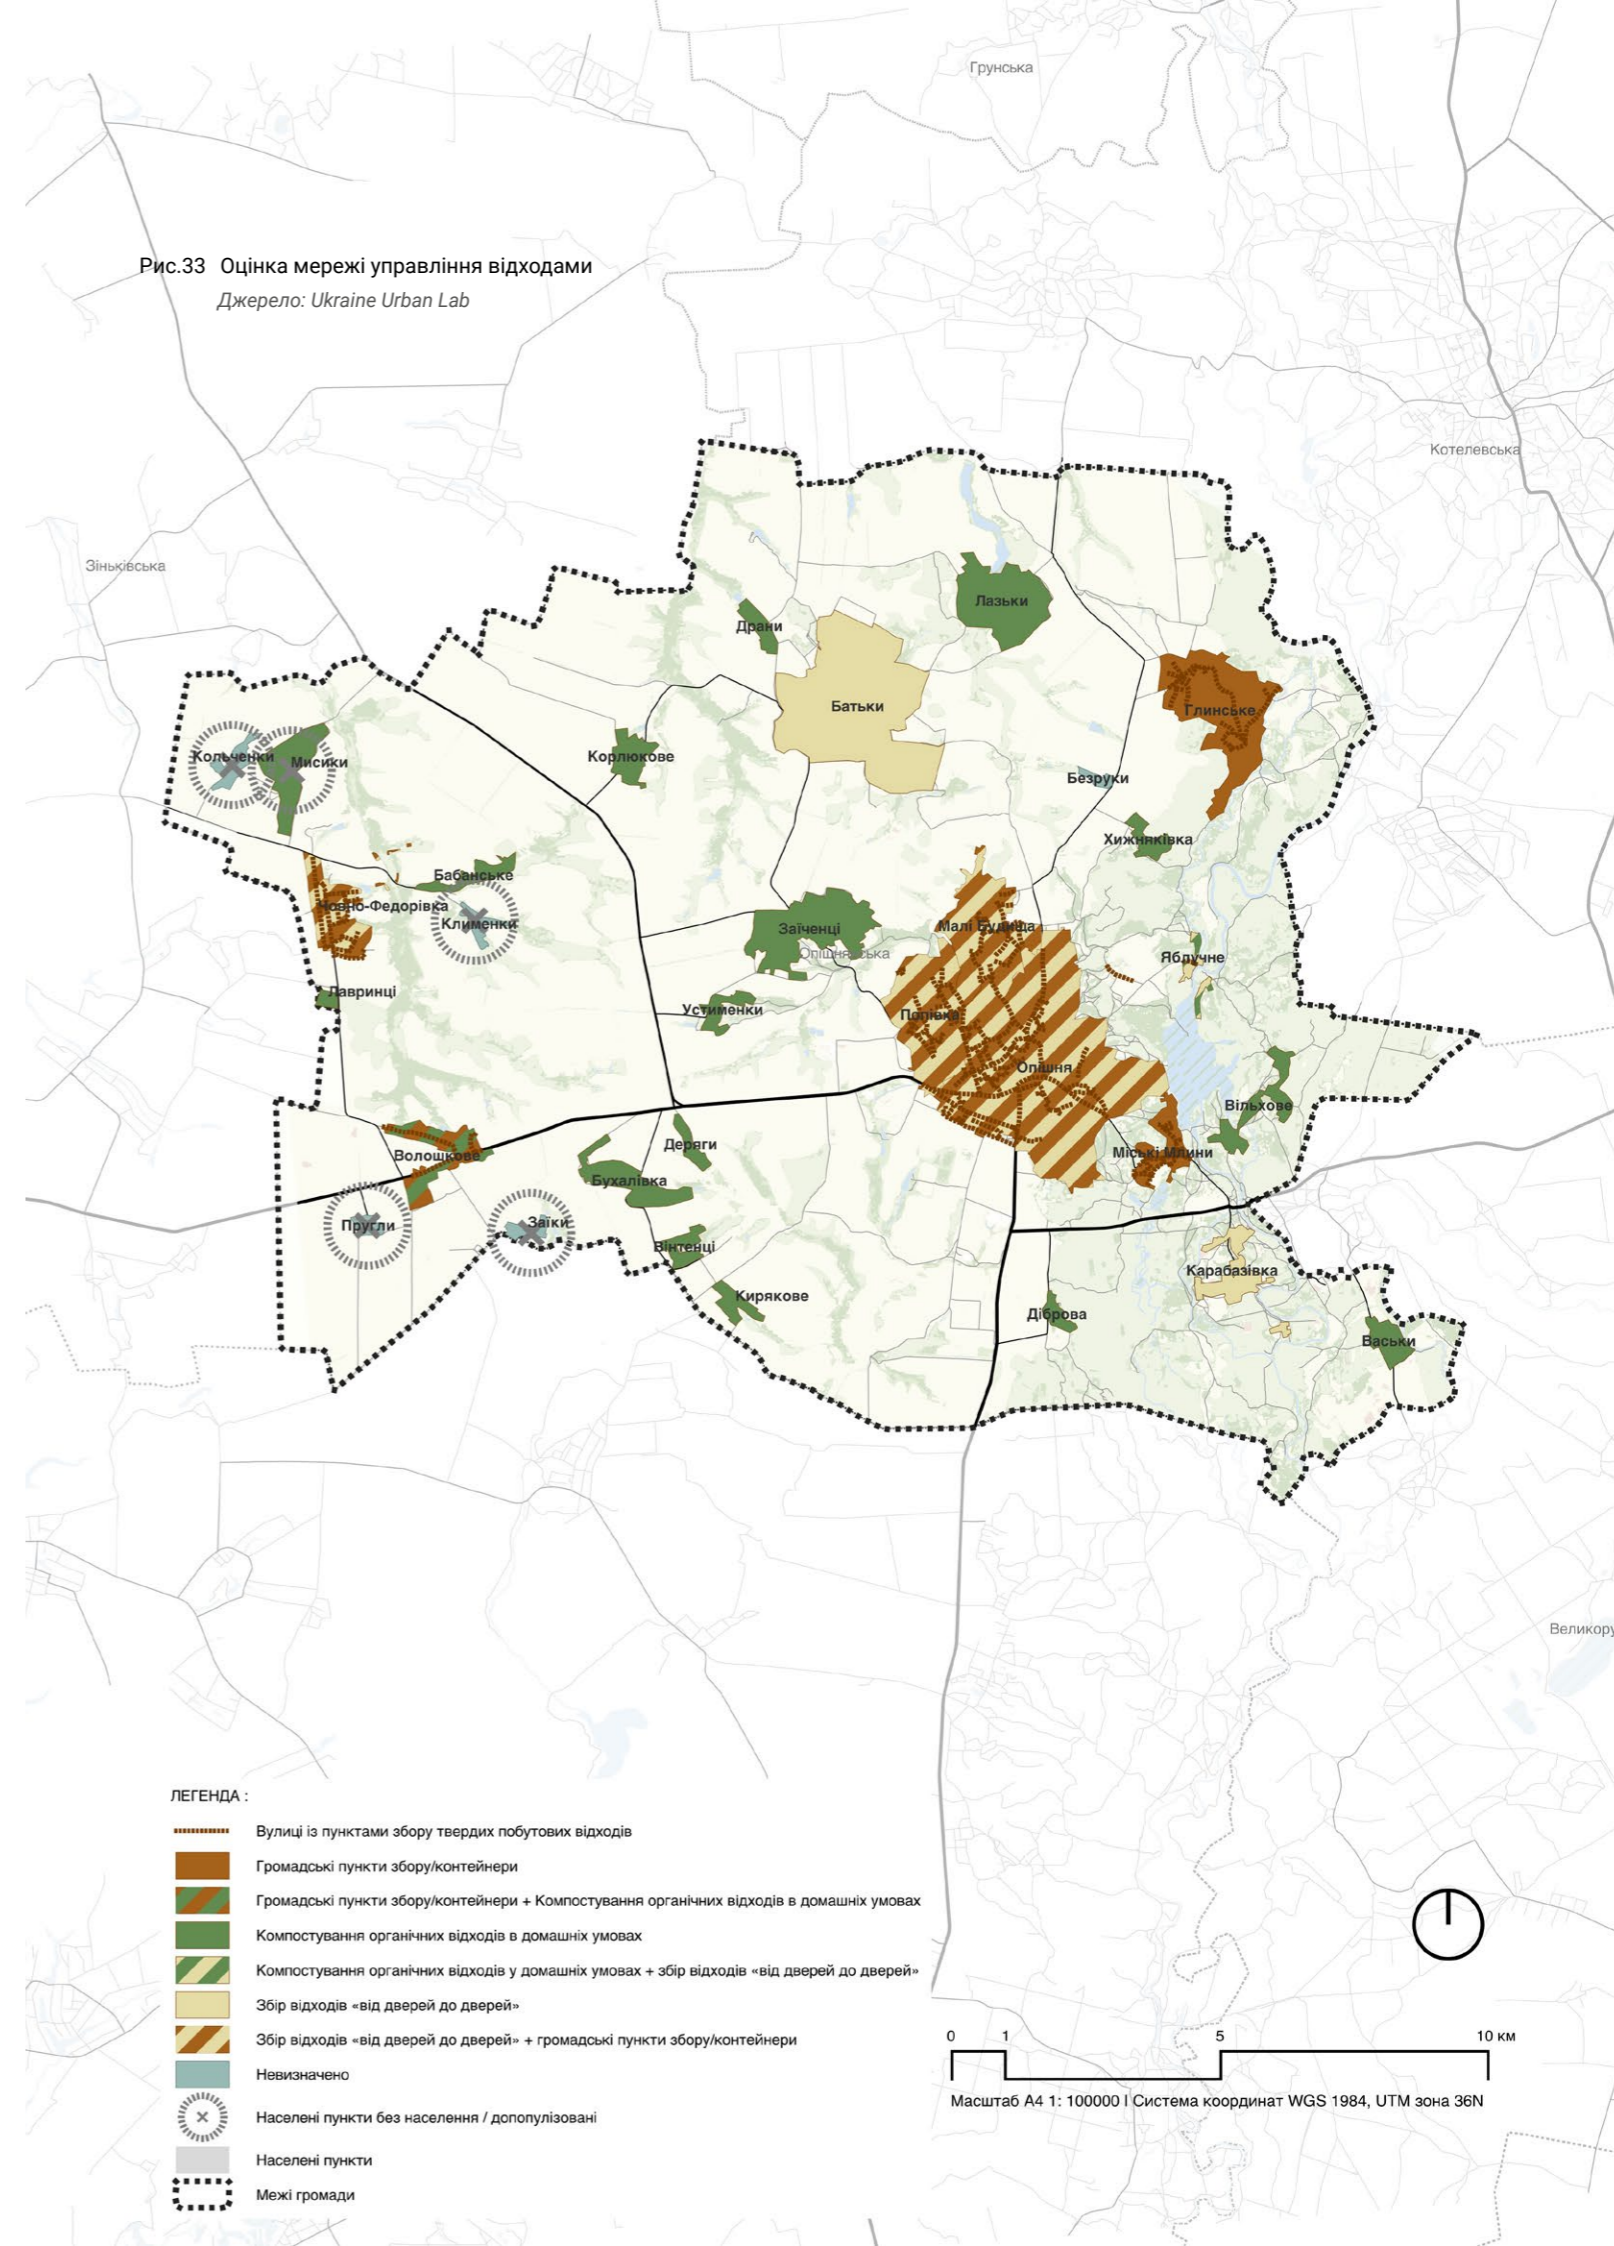 Грунська
Рис.33 Оцінка мережі управління відходами
Джерело: Ukraine Urban Lab
Котелевська
Зіньківська
Лазьки
Драни
Батьки
Глинське
Кольченки
Мисики
Корлюкове
Безруки
Хижняківка
Бабанське
Човно-Федорівка
Клименки
Заїченці
Малі Будища
Опішнянська
Яблучне
Лавринці
Устименки
Попівка
Опішня
Вільхове
Деряги
Волошкове
Міські Млини
Бухалівка
Пругли
Заїки
Вінтенці
Карабазівка
Кирякове
Діброва
Васьки
Великору
ЛЕГЕНДА :
Вулиці із пунктами збору твердих побутових відходів
Громадські пункти збору/контейнери
Громадські пункти збору/контейнери + Компостування органічних відходів в домашніх умовах
Компостування органічних відходів в домашніх умовах
Компостування органічних відходів у домашніх умовах + збір відходів «від дверей до дверей»
Збір відходів «від дверей до дверей»
Збір відходів «від дверей до дверей» + громадські пункти збору/контейнери
Невизначено
Населені пункти без населення / допопулізовані
Населені пункти
Межі громади
0 1 5 10 км
Масштаб А4 1: 100000 | Система координат WGS 1984, UTM зона 36N